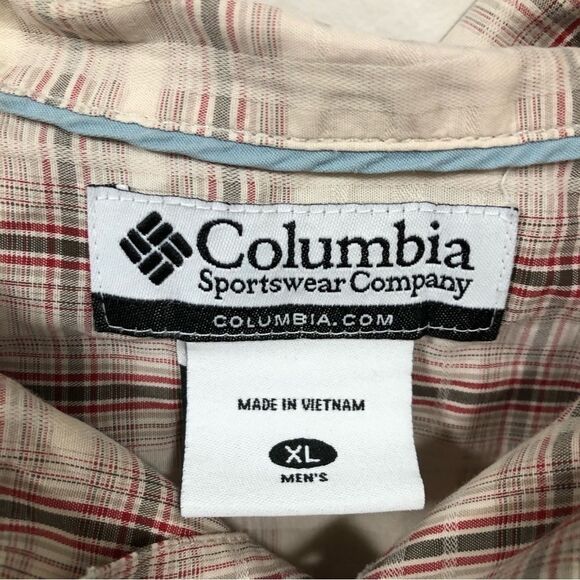 Columbia
Sportswear Company
COLUMBIA.COM
MADE IN VIETNAM
XL
MEN'S